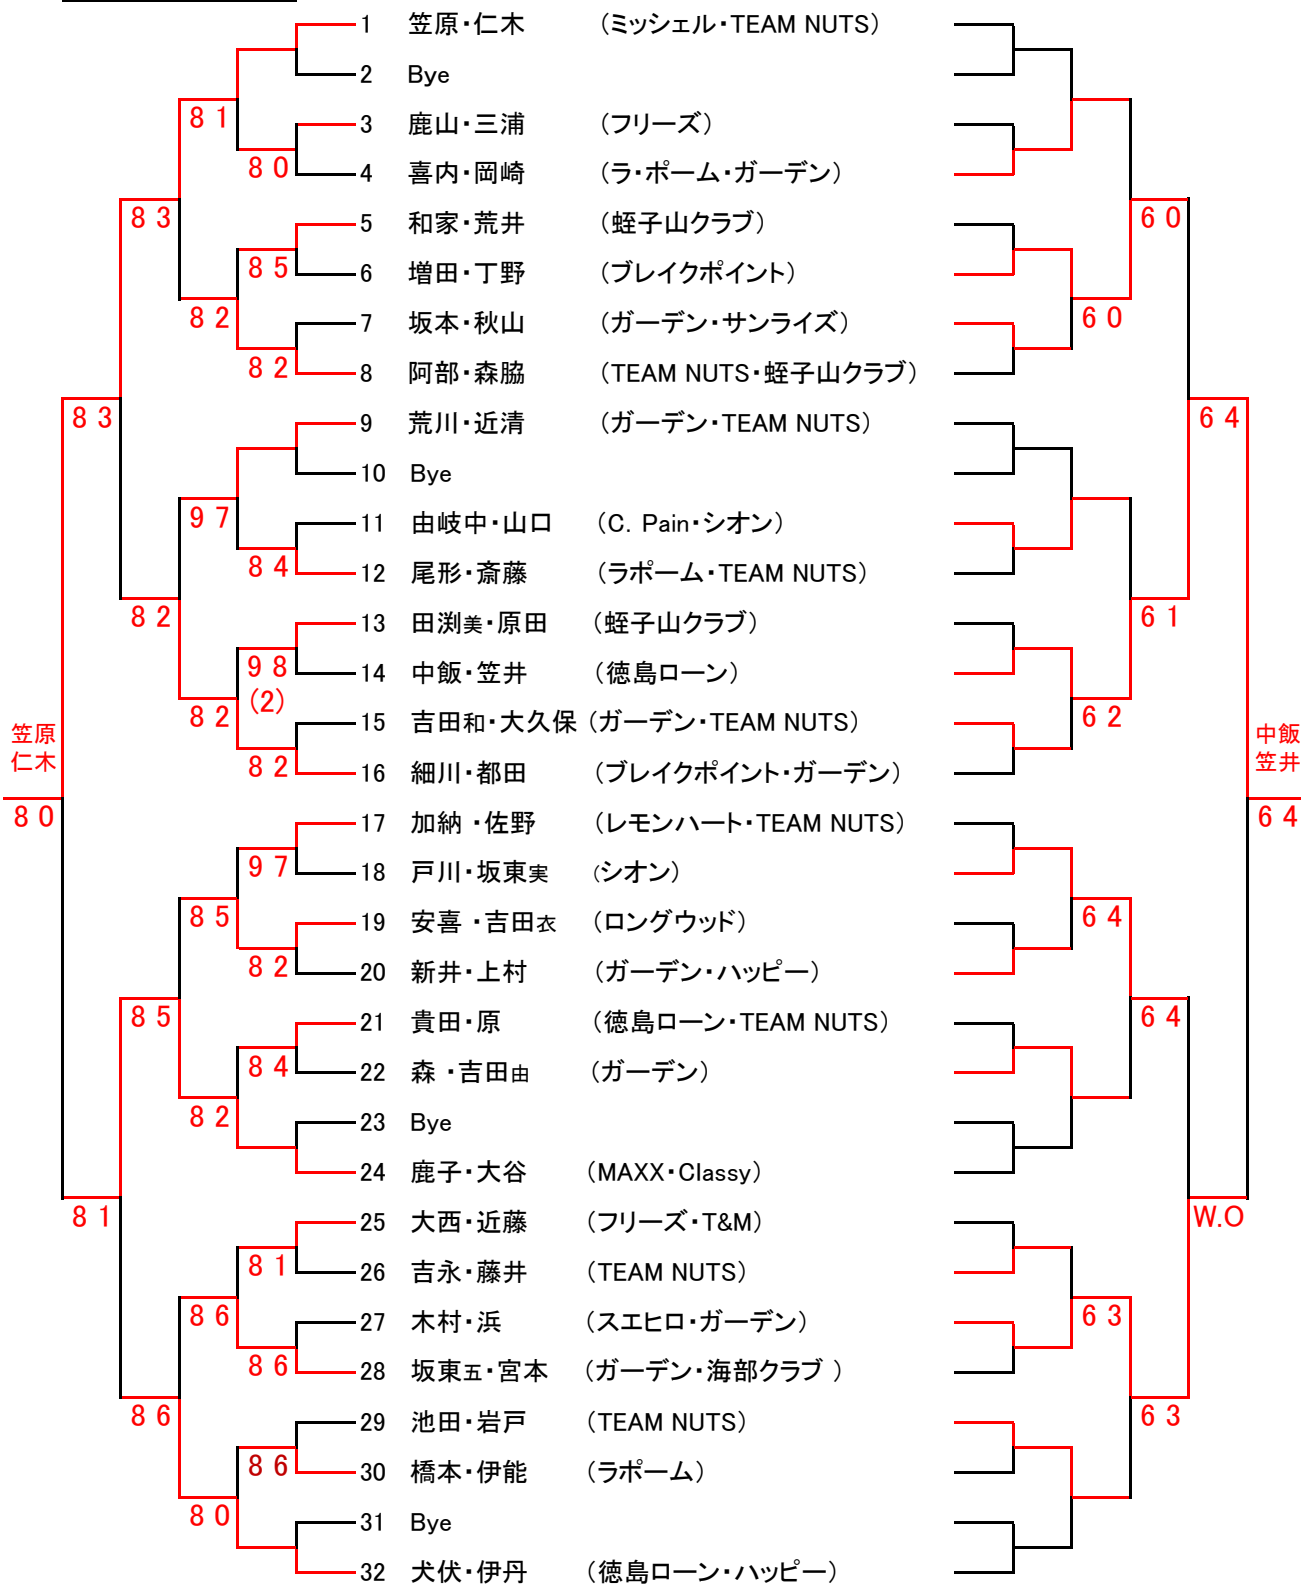 1 笠原・仁木 (ミッシェル・TEAM NUTS)
2 Bye
8 1
3 鹿山・三浦 (フリーズ)
8 0
4 喜内・岡崎 (ラ・ポーム・ガーデン)
8 3
5 和家・荒井 (蛭子山クラブ)
6 0
8 5
6 増田・丁野 (ブレイクポイント)
8 2
7 坂本・秋山 (ガーデン・サンライズ)
6 0
8 2
8 阿部・森脇 (TEAM NUTS・蛭子山クラブ)
8 3
9 荒川・近清 (ガーデン・TEAM NUTS)
6 4
10 Bye
9 7
11 由岐中・山口 (C. Pain・シオン)
8 4
12 尾形・斎藤 (ラポーム・TEAM NUTS)
8 2
13 田渕美・原田 (蛭子山クラブ)
6 1
9 8
(2)
14 中飯・笠井 (徳島ローン)
8 2
15 吉田和・大久保 (ガーデン・TEAM NUTS)
6 2
笠原
仁木
中飯
笠井
8 2
16 細川・都田 (ブレイクポイント・ガーデン)
8 0
17 加納 ・佐野 (レモンハート・TEAM NUTS)
6 4
9 7
18 戸川・坂東実 (シオン)
8 5
19 安喜 ・吉田衣 (ロングウッド)
6 4
8 2
20 新井・上村 (ガーデン・ハッピー)
8 5
21 貴田・原 (徳島ローン・TEAM NUTS)
6 4
8 4
22 森 ・吉田由 (ガーデン)
8 2
23 Bye
24 鹿子・大谷 (MAXX・Classy)
8 1
25 大西・近藤 (フリーズ・T&M)
W.O
8 1
26 吉永・藤井 (TEAM NUTS)
8 6
27 木村・浜 (スエヒロ・ガーデン)
6 3
8 6
28 坂東五・宮本 (ガーデン・海部クラブ )
8 6
29 池田・岩戸 (TEAM NUTS)
6 3
8 6
30 橋本・伊能 (ラポーム)
8 0
31 Bye
32 犬伏・伊丹 (徳島ローン・ハッピー)